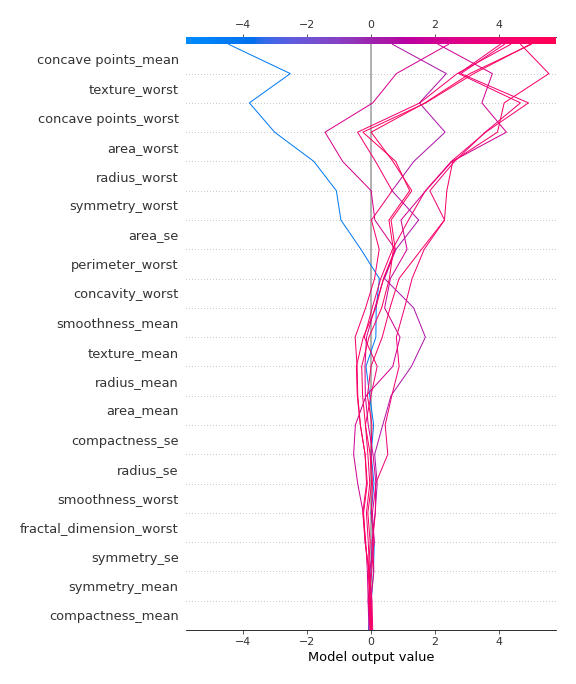 −4 −2 0 2 4
concave points_mean
texture_worst
concave points_worst
area_worst
radius_worst
symmetry_worst
area_se
perimeter_worst
concavity_worst
smoothness_mean
texture_mean
radius_mean
area_mean
compactness_se
radius_se
smoothness_worst
fractal_dimension_worst
symmetry_se
symmetry_mean
compactness_mean
−4 −2 0 2 4
Model output value